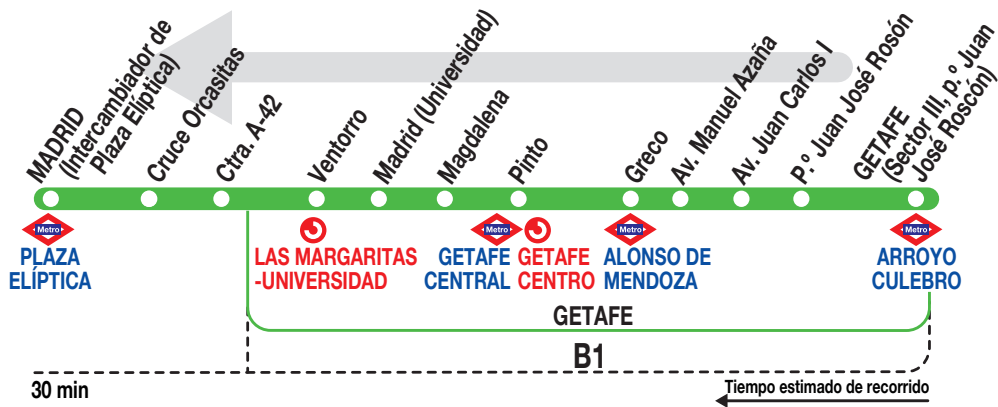 MADRID
(Intercambiador de
Plaza Elíptica)
Cruce Orcasitas
Ctra. A-42
Ventorro
Madrid (Universidad)
Magdalena
Pinto
Greco
Av. Manuel Azaña
Av. Juan Carlos I
P.º Juan José Rosón
GETAFE
(Sector III, p.º Juan
José Roscón)
Metro
Metro
Metro
Metro
PLAZA
ELÍPTICA
LAS MARGARITAS
-UNIVERSIDAD
GETAFE
CENTRAL
GETAFE
CENTRO
ALONSO DE
MENDOZA
ARROYO
CULEBRO
GETAFE
B1
30 min
Tiempo estimado de recorrido